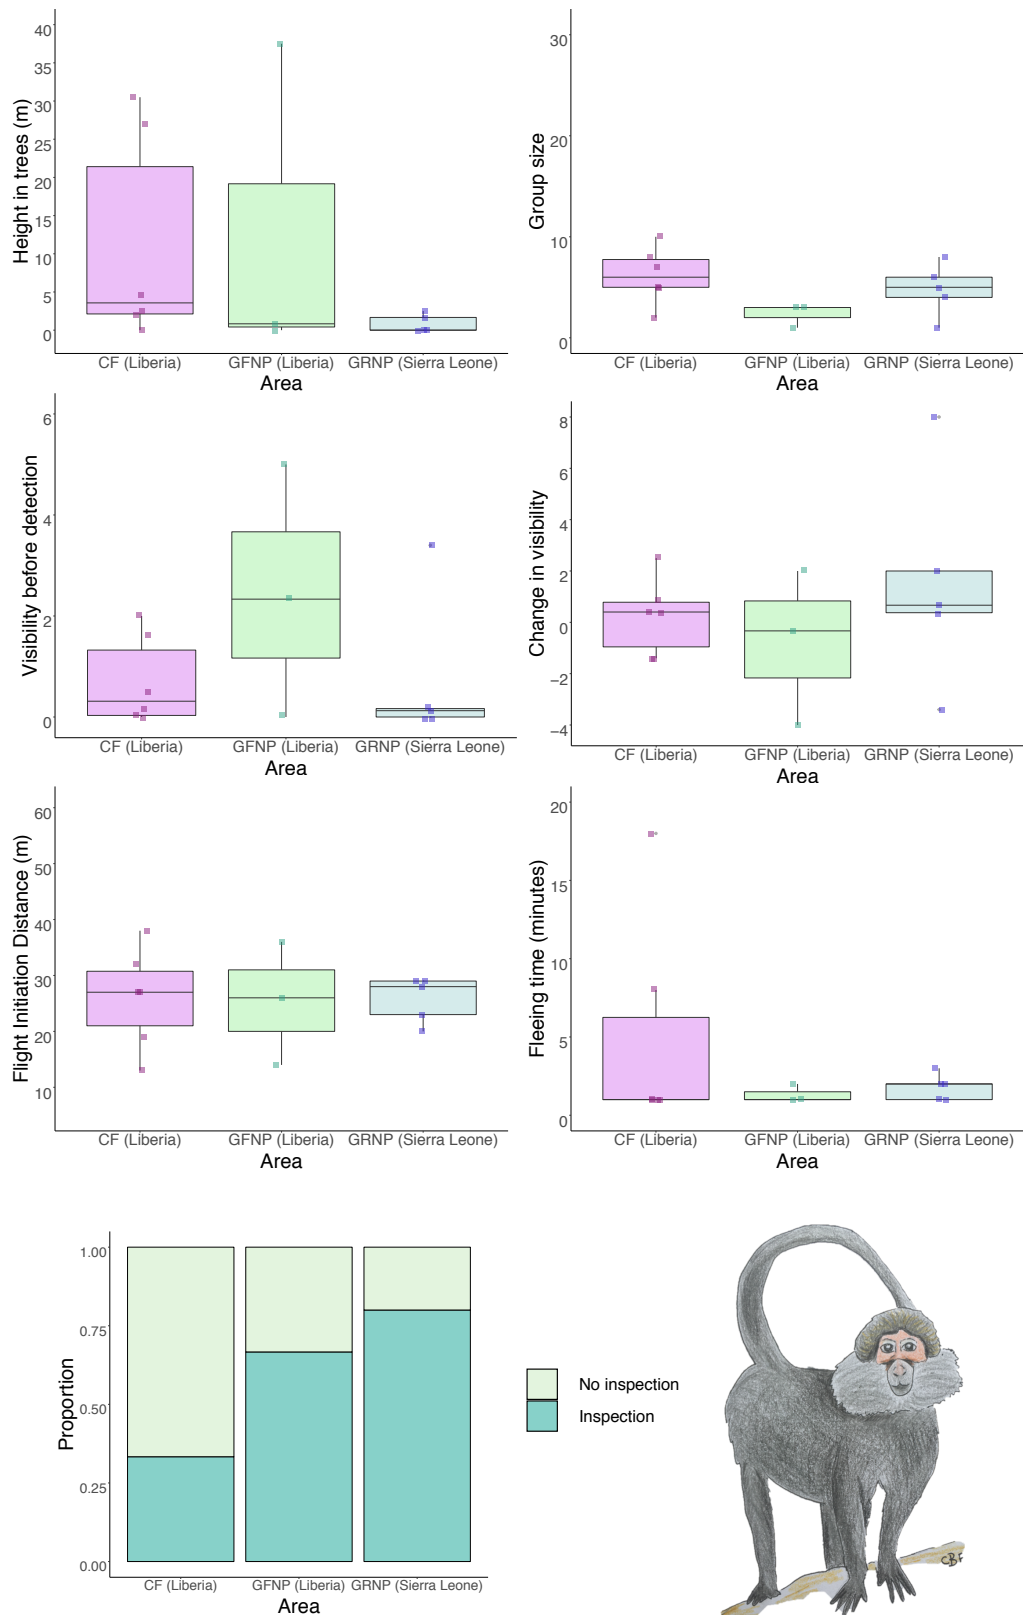 Height in trees (m)
40
35
30
25
20
15
10
5
0
CF (Liberia) GFNP (Liberia) GRNP (Sierra Leone)
Area
Group size
30
20
10
0
CF (Liberia) GFNP (Liberia) GRNP (Sierra Leone)
Area
Visibility before detection
6
4
2
0
CF (Liberia) GFNP (Liberia) GRNP (Sierra Leone)
Area
Change in visibility
8
6
4
2
0
−2
−4
CF (Liberia) GFNP (Liberia) GRNP (Sierra Leone)
Area
Flight Initiation Distance (m)
60
50
40
30
20
10
CF (Liberia) GFNP (Liberia) GRNP (Sierra Leone)
Area
Fleeing time (minutes)
20
15
10
5
0
CF (Liberia) GFNP (Liberia) GRNP (Sierra Leone)
Area
Proportion
1.00
0.75
0.50
0.25
0.00
CF (Liberia) GFNP (Liberia) GRNP (Sierra Leone)
Area
No inspection
Inspection
CBF